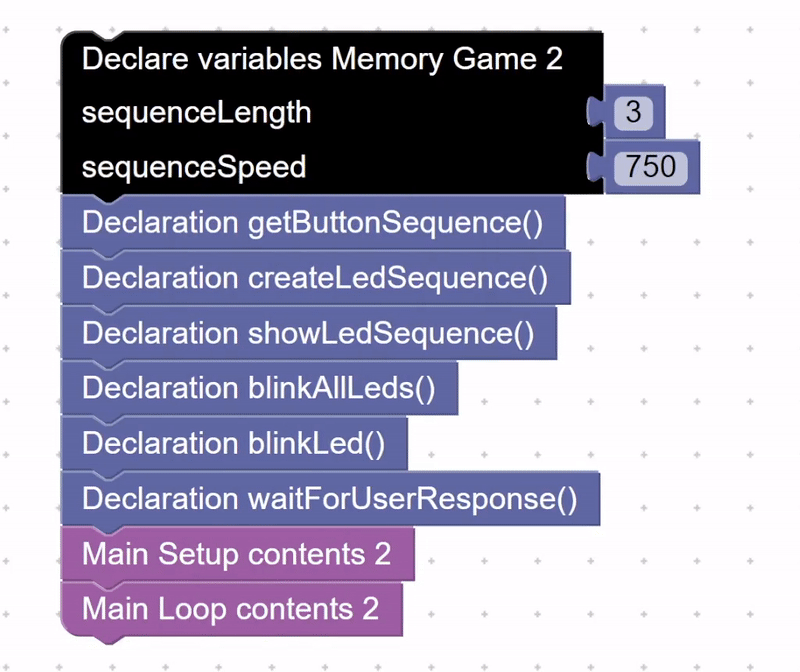 Declare variables Memory Game 2
sequenceLength 3
sequenceSpeed 750
Declaration getButtonSequence()
Declaration createLedSequence()
Declaration showLedSequence()
Declaration blinkAllLeds()
Declaration blinkLed()
Declaration waitForUserResponse()
Main Setup contents 2
Main Loop contents 2